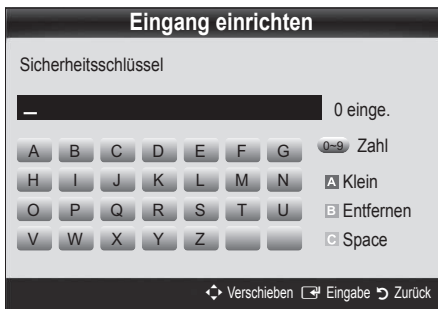 Eingang einrichten
Sicherheitsschlüssel
_ 0 einge.
A B C D E F G 0~9 Zahl
H I J K L M N A Klein
O P Q R S T U B Entfernen
V W X Y Z C Space
Verschieben Eingabe Zurück